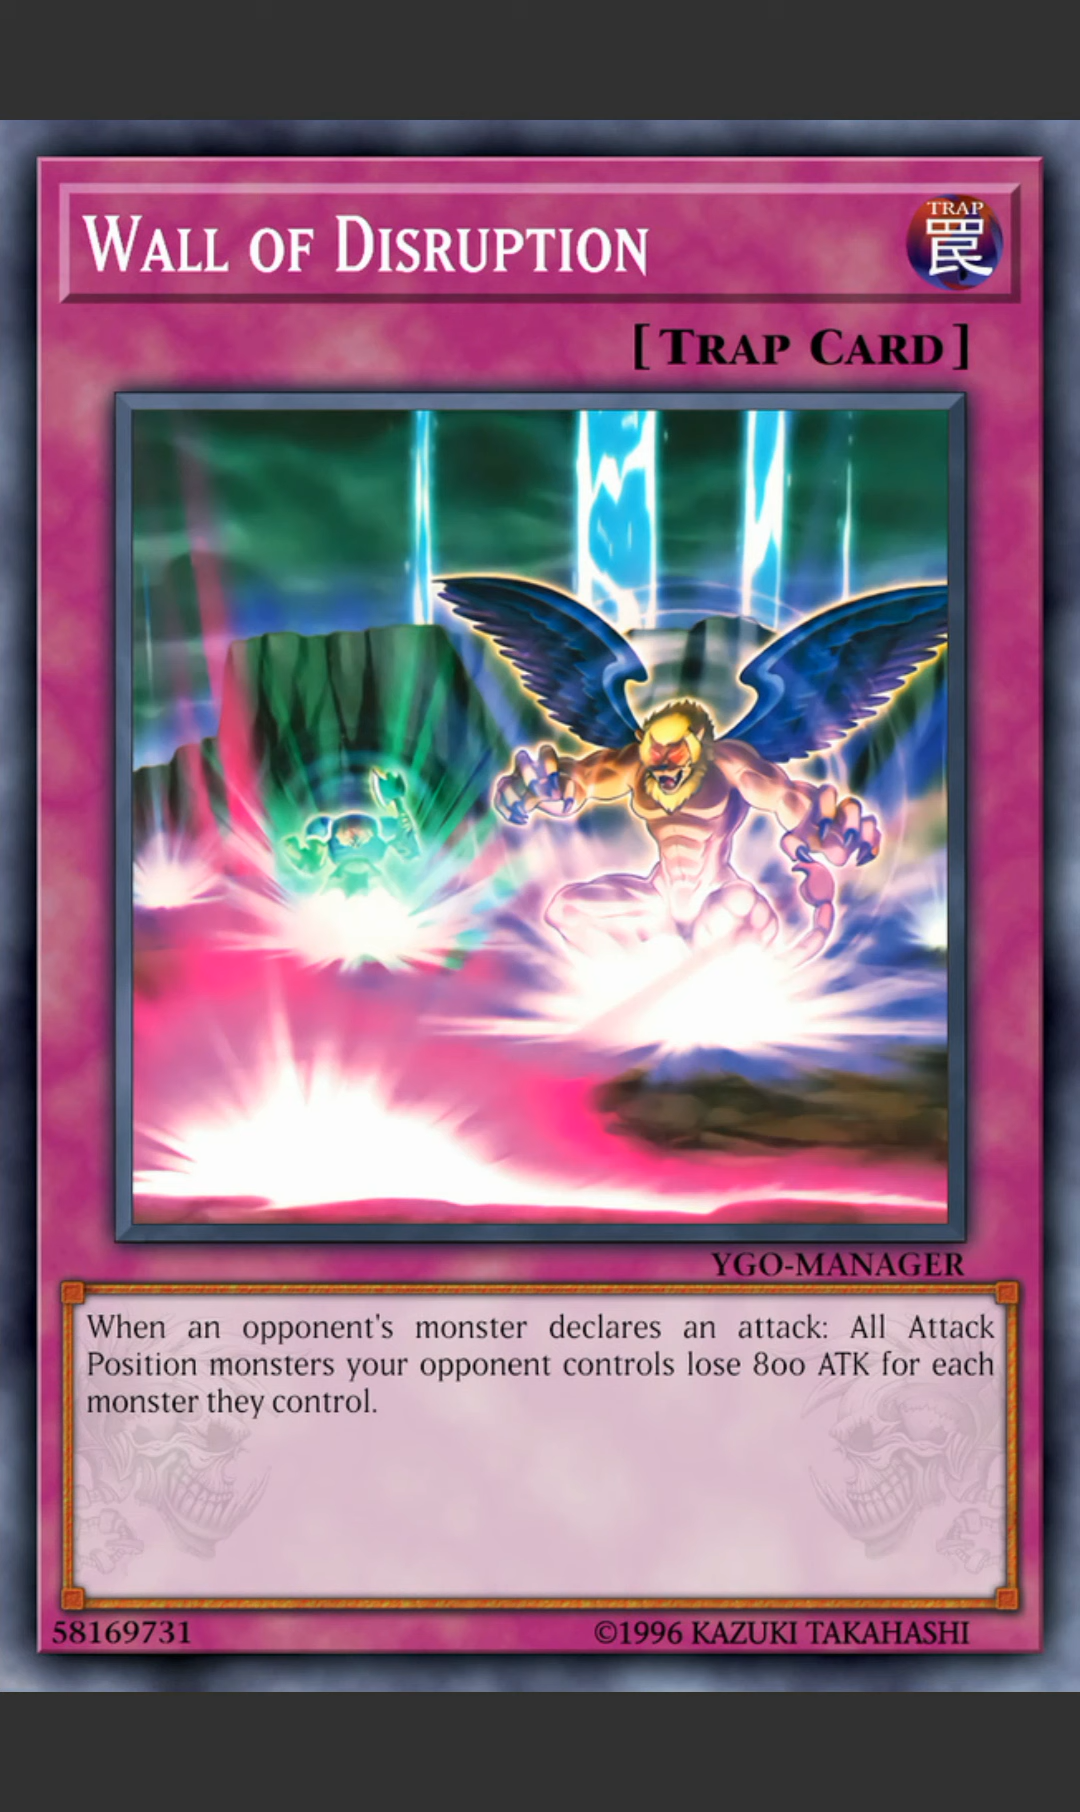 WALL OF DISRUPTION
TRAP
罠
[TRAP CARD]
YGO-MANAGER
When an opponent's monster declares an attack: All Attack
Position monsters your opponent controls lose 800 ATK for each
monster they control.
58169731
©1996 KAZUKI TAKAHASHI